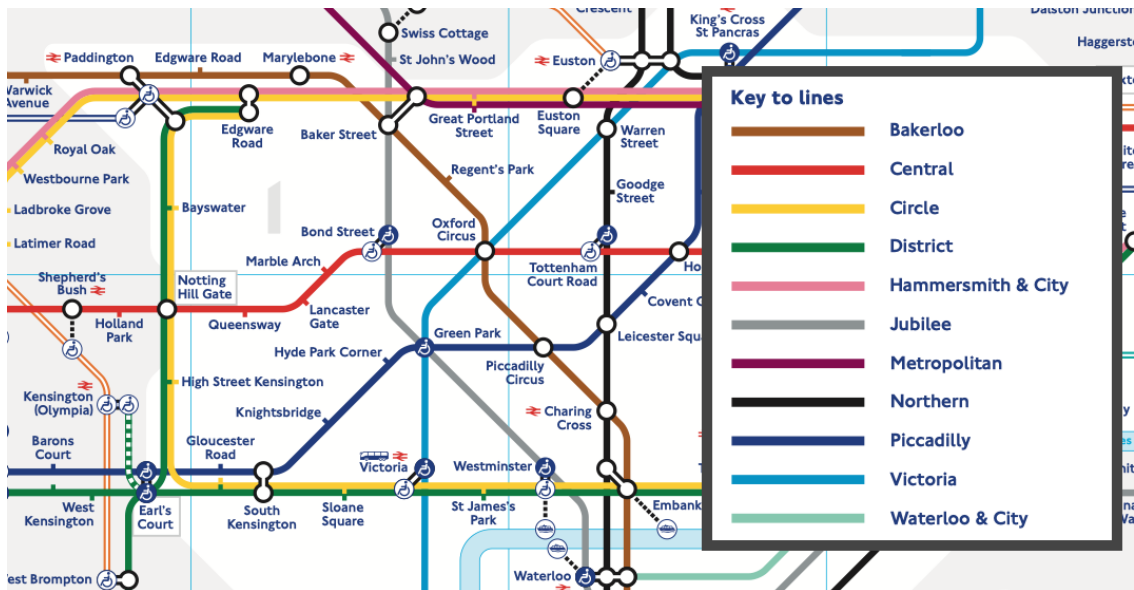 Crescent
King's Cross
St Pancras
Dalston Junction
Swiss Cottage
Haggerst
Paddington
Edgware Road
Marylebone
St John's Wood
Euston
Warwick
Avenue
Key to lines
Edgware
Road
Baker Street
Great Portland
Street
Euston
Square
Warren
Street
Bakerloo
Royal Oak
Regent's Park
Central
Westbourne Park
Goodge
Street
Ladbroke Grove
Bayswater
Circle
Latimer Road
Bond Street
Oxford
Circus
District
Marble Arch
Tottenham
Court Road
Ho
Shepherd's
Bush
Notting
Hill Gate
Hammersmith & City
Holland
Park
Queensway
Lancaster
Gate
Covent G
Jubilee
Green Park
Leicester Squ
Hyde Park Corner
Piccadilly
Circus
Metropolitan
High Street Kensington
Kensington
(Olympia)
Knightsbridge
Charing
Cross
Northern
Barons
Court
Gloucester
Road
Piccadilly
Victoria
Westminster
Victoria
West
Kensington
Earl's
Court
South
Kensington
Sloane
Square
St James's
Park
Embank
Waterloo & City
est Brompton
Waterloo